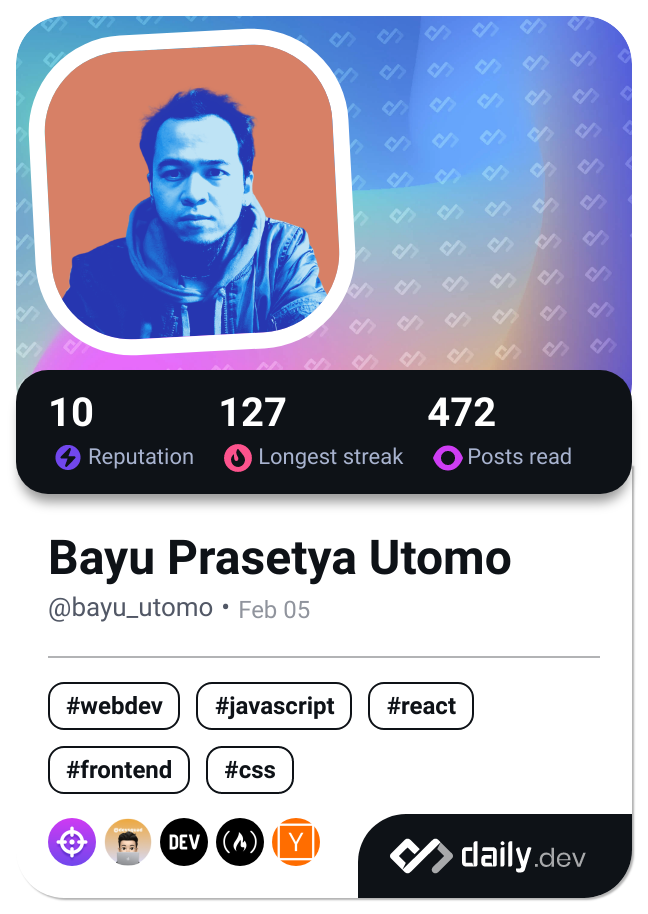 10 127 472
Reputation Longest streak Posts read
Bayu Prasetya Utomo
@bayu_utomo • Feb 05
#webdev #javascript #react
#frontend #css
DEV Y
daily.dev